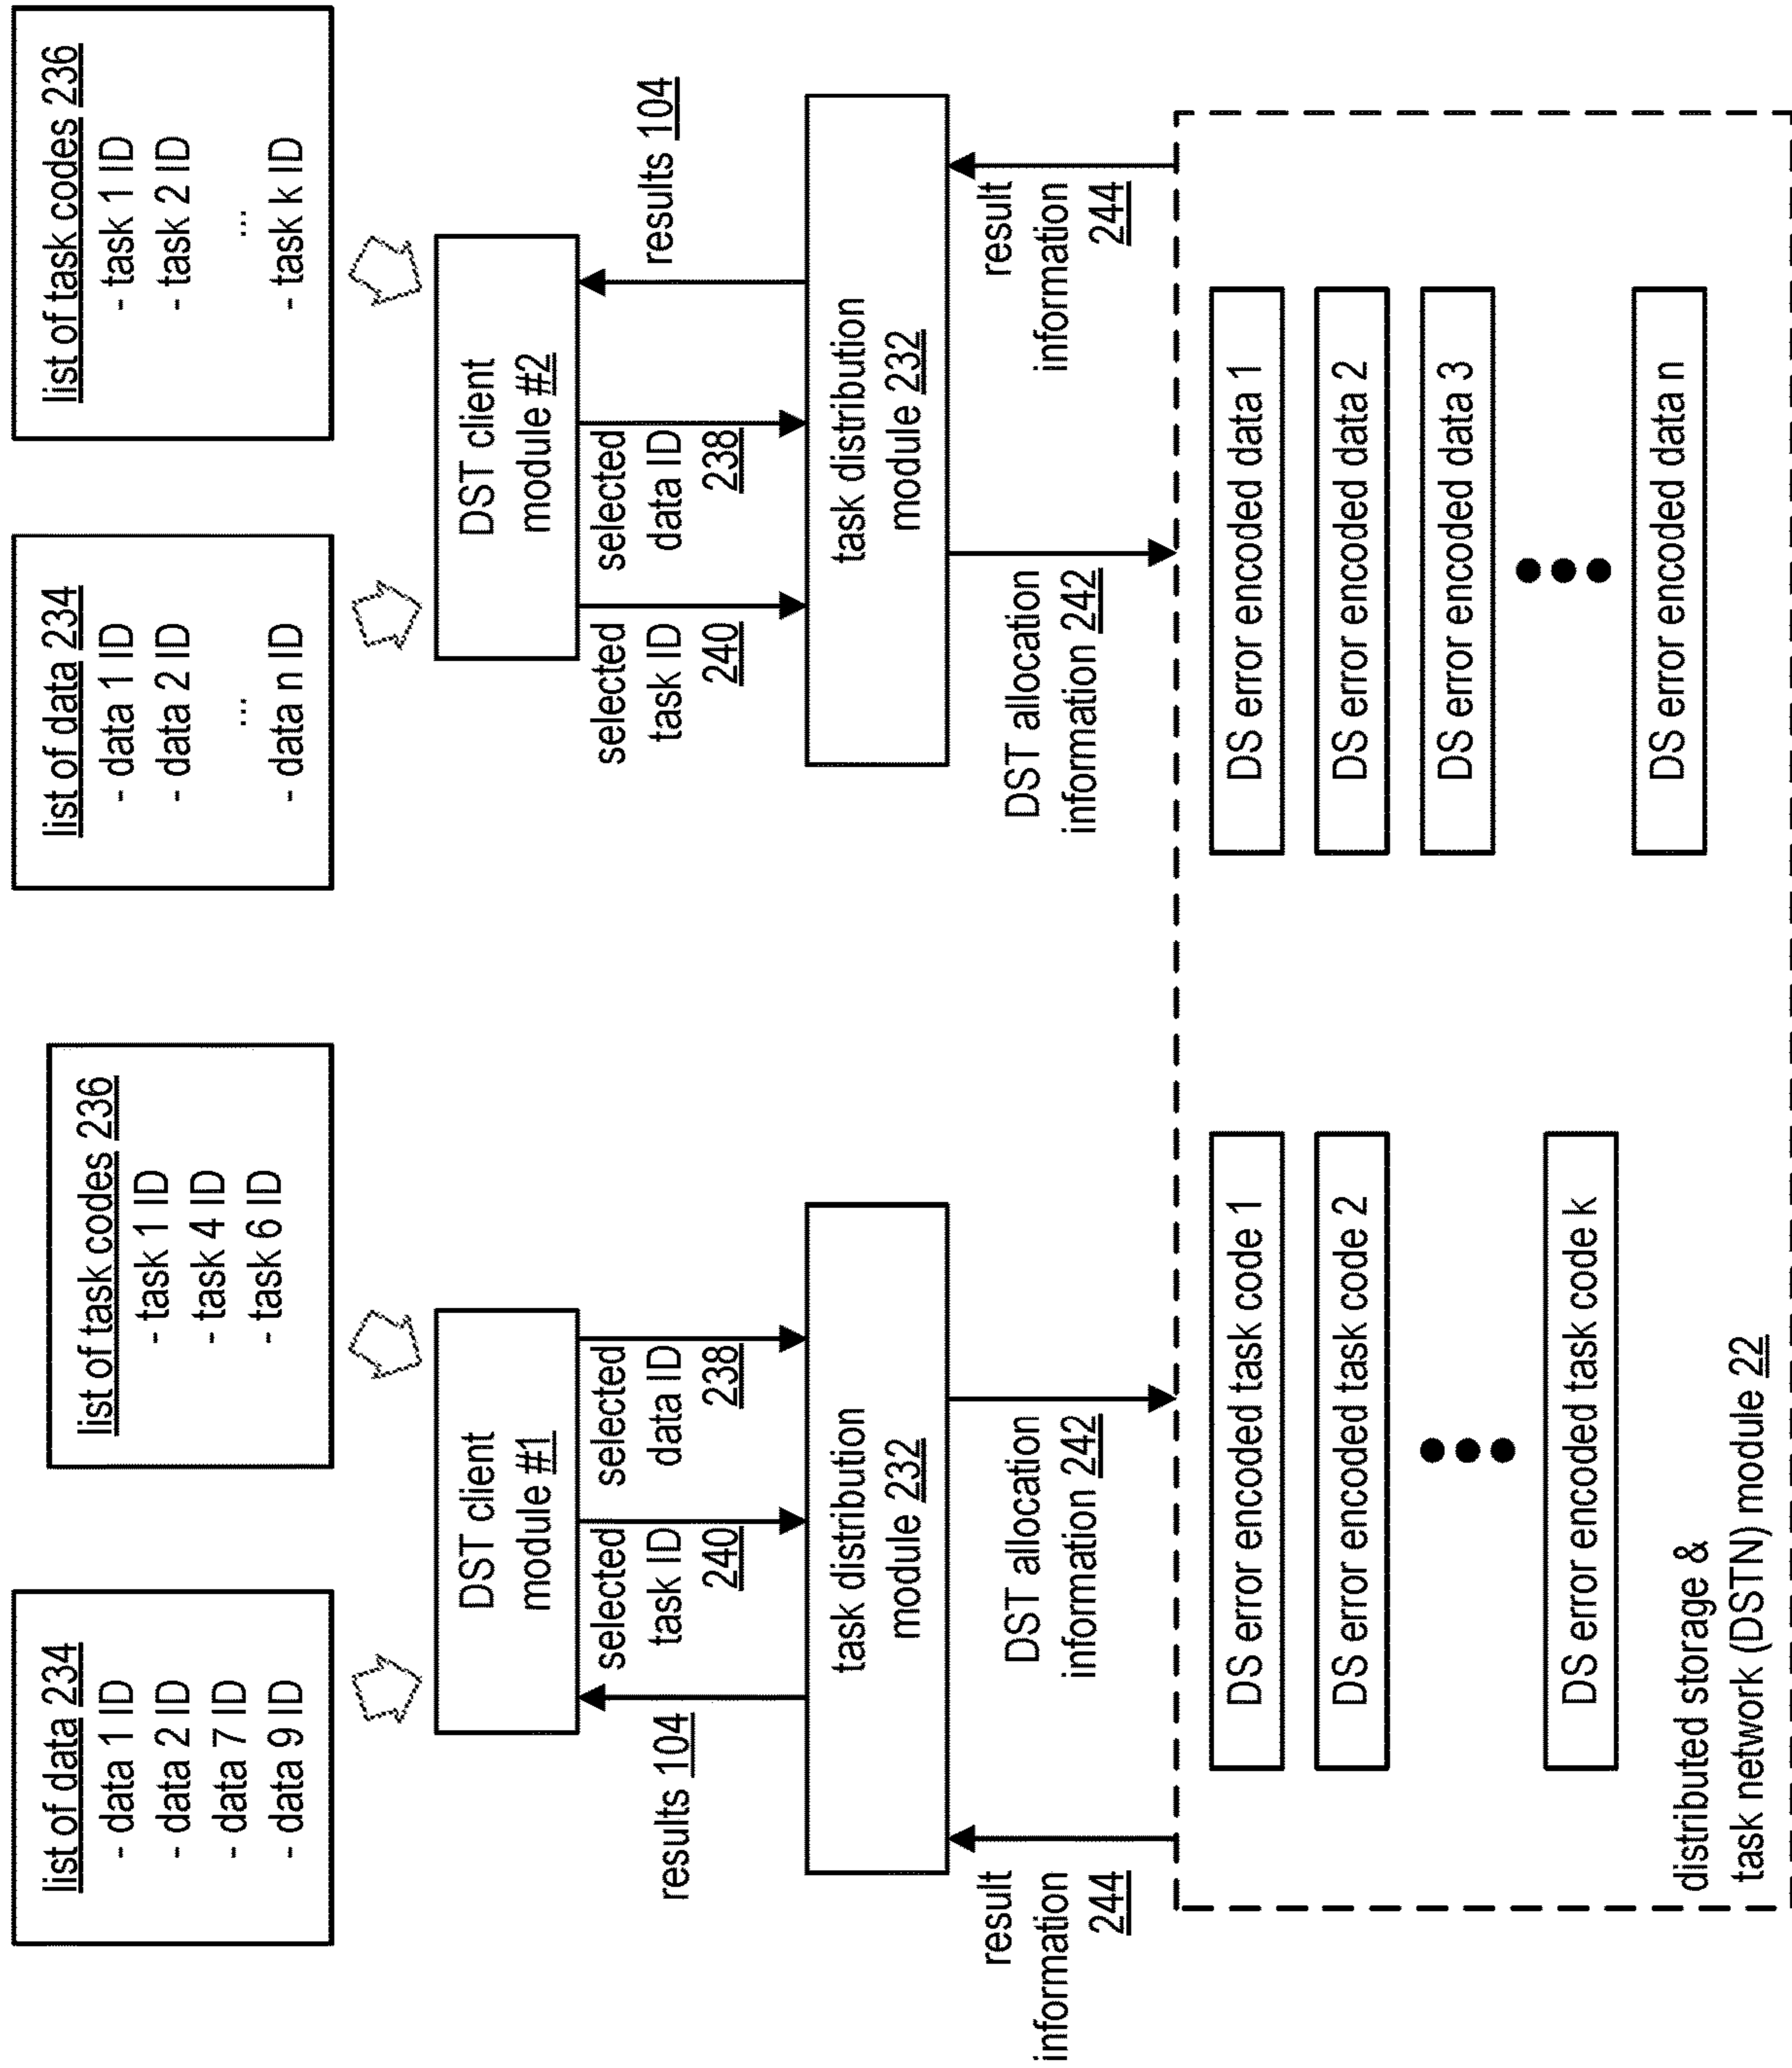 list of data 234
- data 1 ID
- data 2 ID
- data 7 ID
- data 9 ID
list of task codes 236
- task 1 ID
- task 4 ID
- task 6 ID
list of data 234
- data 1 ID
- data 2 ID
...
- data n ID
list of task codes 236
- task 1 ID
- task 2 ID
...
- task k ID
DST client
module #1
DST client
module #2
results 104
selected
task ID
240
selected
data ID
238
selected
task ID
240
selected
data ID
238
results 104
task distribution
module 232
task distribution
module 232
result
information
244
DST allocation
information 242
DST allocation
information 242
result
information
244
DS error encoded task code 1
DS error encoded task code 2
DS error encoded task code k
DS error encoded data 1
DS error encoded data 2
DS error encoded data 3
DS error encoded data n
distributed storage &
task network (DSTN) module 22